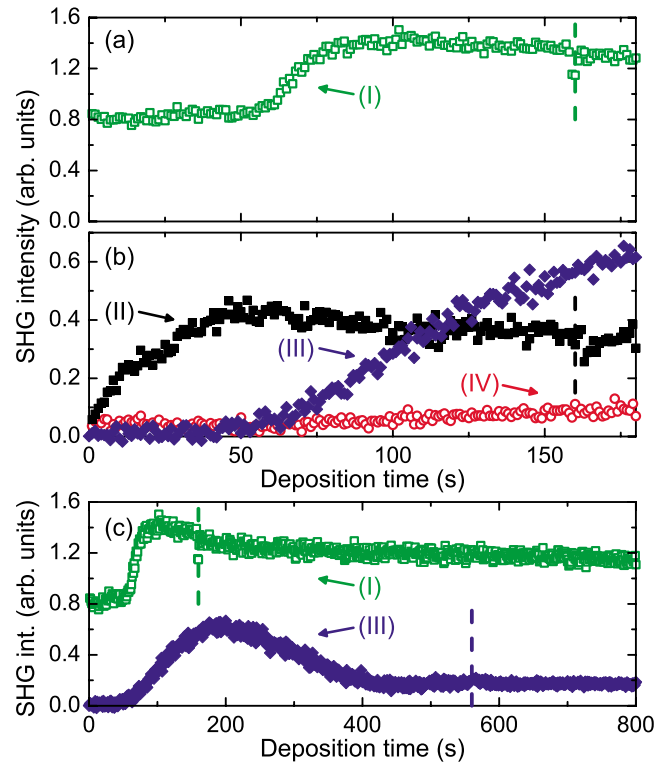 1.6
(a)
1.2
(I)
0.8
0.4
0.0
SHG intensity (arb. units)
(b)
0.6
(II)
0.4
(III)
0.2
(IV)
0.0
0 50 100 150
Deposition time (s)
1.6
(c)
1.2
(I)
0.8
(III)
0.4
0.0
SHG int. (arb. units)
0 200 400 600 800
Deposition time (s)